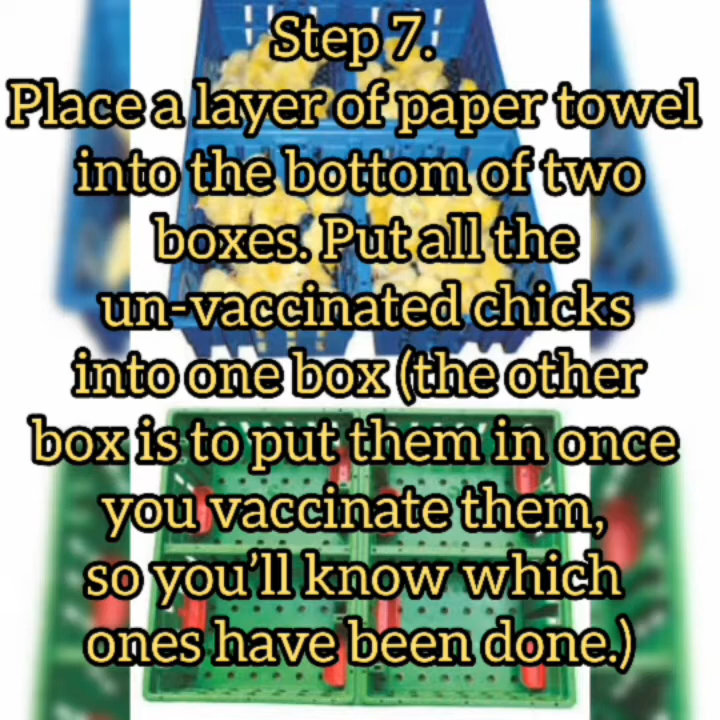 Step 7.
Place a layer of paper towel
into the bottom of two
boxes. Put all the
un-vaccinated chicks
into one box (the other
box is to put them in once
you vaccinate them,
so you’ll know which
ones have been done.)